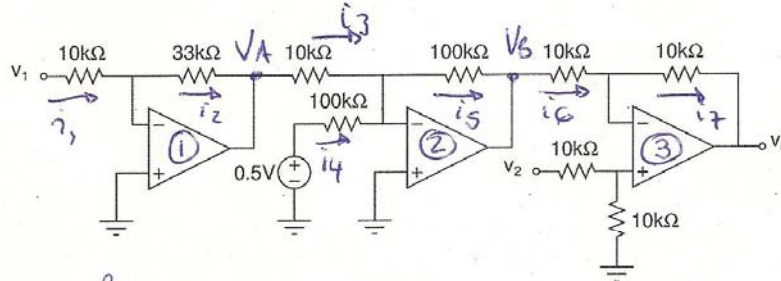 10kΩ 33kΩ VA 10kΩ i3 100kΩ VB 10kΩ 10kΩ
v1 i1 i2 100kΩ i5 i6 i7
− ① + i4 0.5V + − − ② + v2 10kΩ − ③ + v
10kΩ